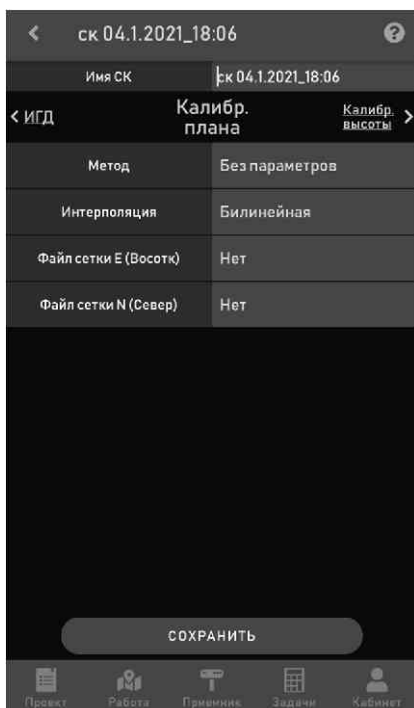 ск 04.1.2021_18:06
Имя СК ск 04.1.2021_18:06
ИГД Калибр. плана Калибр. высоты
Метод Без параметров
Интерполяция Билинейная
Файл сетки E (Восотк) Нет
Файл сетки N (Север) Нет
СОХРАНИТЬ
Проект Работа Приемник Задачи Кабинет